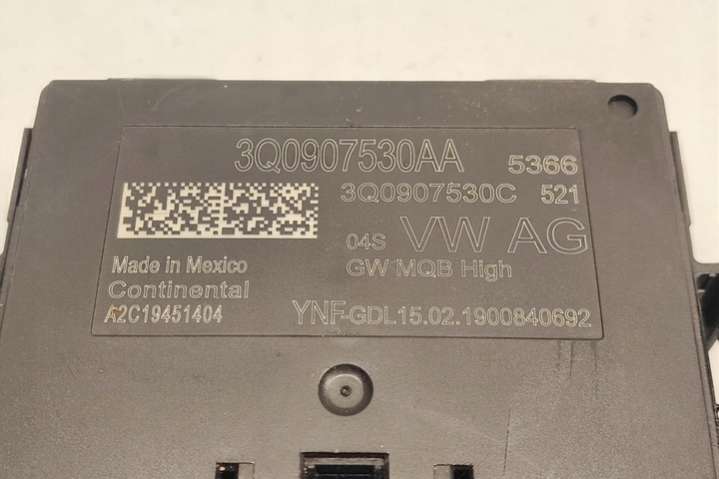 3Q0907530AA 5366
3Q0907530C 521
04S VW AG
Made in Mexico GW MQB High
Continental
A2C19451404 YNF-GDL15.02.1900840692